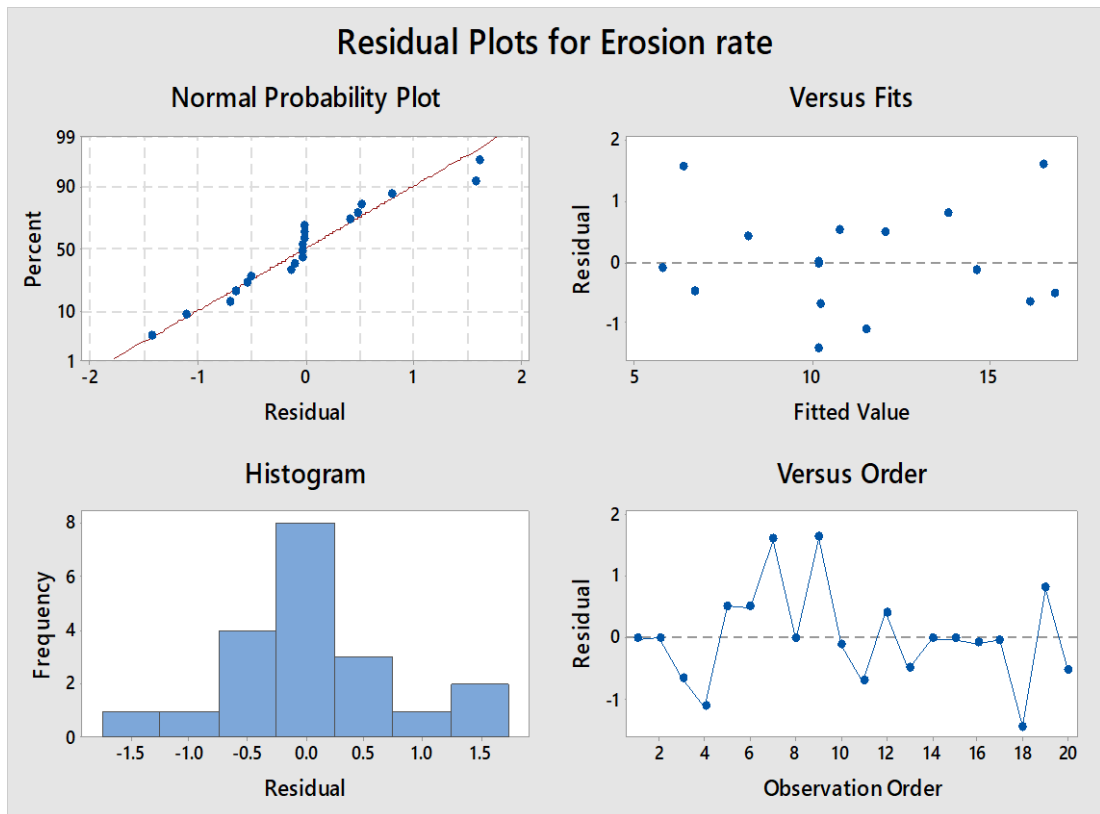 Residual Plots for Erosion rate
Normal Probability Plot
99
90
50
10
1
Percent
-2 -1 0 1 2
Residual
Versus Fits
2
1
0
-1
Residual
5 10 15
Fitted Value
Histogram
8
6
4
2
0
Frequency
-1.5 -1.0 -0.5 0.0 0.5 1.0 1.5
Residual
Versus Order
2
1
0
-1
Residual
2 4 6 8 10 12 14 16 18 20
Observation Order